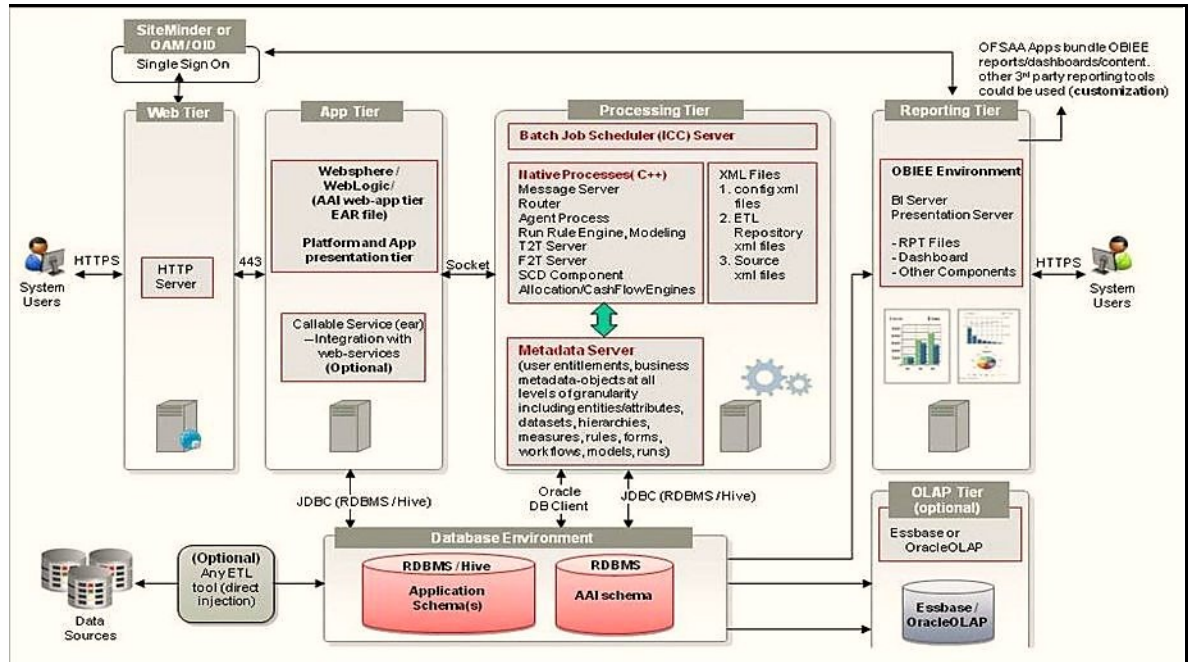 SiteMinder or
OAM/OID
Single Sign On
OFSAA Apps bundle OBIEE
reports/dashboards/content.
other 3rd party reporting tools
could be used (customization)
Web Tier
HTTP
Server
App Tier
Websphere /
WebLogic/
(AAI web-app tier
EAR file)
Platform and App
presentation tier
Callable Service (ear)
–Integration with
web-services
(Optional)
Processing Tier
Batch Job Scheduler (ICC) Server
Native Processes( C++)
Message Server
Router
Agent Process
Run Rule Engine, Modeling
T2T Server
F2T Server
SCD Component
Allocation/CashFlowEngines
XML Files
1. config xml
files
2. ETL
Repository
xml files
3. Source
xml files
Metadata Server
(user entitlements, business
metadata-objects at all
levels of granularity
including entities/attributes,
datasets, hierarchies,
measures, rules, forms,
workflows, models, runs)
Reporting Tier
OBIEE Environment
BI Server
Presentation Server
- RPT Files
- Dashboard
- Other Components
System
Users
HTTPS
443
Socket
HTTPS
System
Users
JDBC (RDBMS /Hive)
Oracle
DB Client
JDBC (RDBMS /Hive)
OLAP Tier
(optional)
Essbase or
OracleOLAP
Essbase /
OracleOLAP
Database Environment
RDBMS / Hive
Application
Schema(s)
RDBMS
AAI schema
(Optional)
Any ETL
tool (direct
injection)
Data
Sources